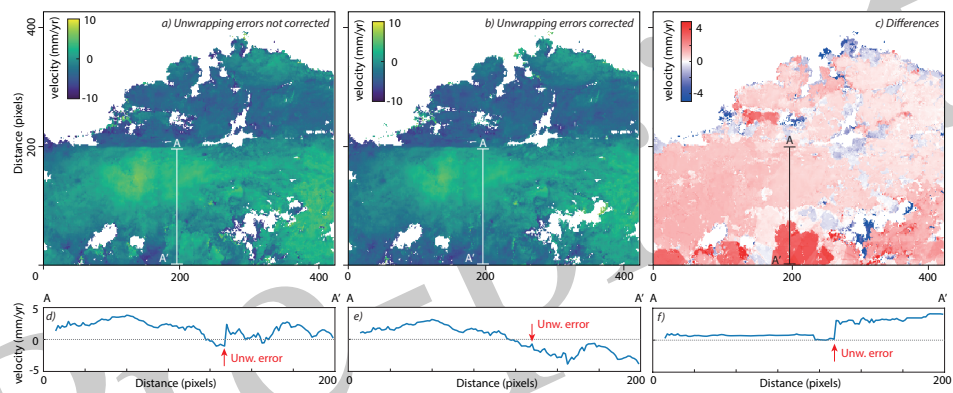 a) Unwrapping errors not corrected
b) Unwrapping errors corrected
c) Differences
velocity (mm/yr)
10
0
-10
velocity (mm/yr)
10
0
-10
velocity (mm/yr)
4
0
-4
Distance (pixels)
400
200
A
A'
A
A'
A
A'
0
200
400
0
200
400
0
200
400
A
A'
A
A'
A
A'
velocity (mm/yr)
5
0
-5
d)
Unw. error
e)
Unw. error
f)
Unw. error
0
Distance (pixels)
200
0
Distance (pixels)
200
0
Distance (pixels)
200